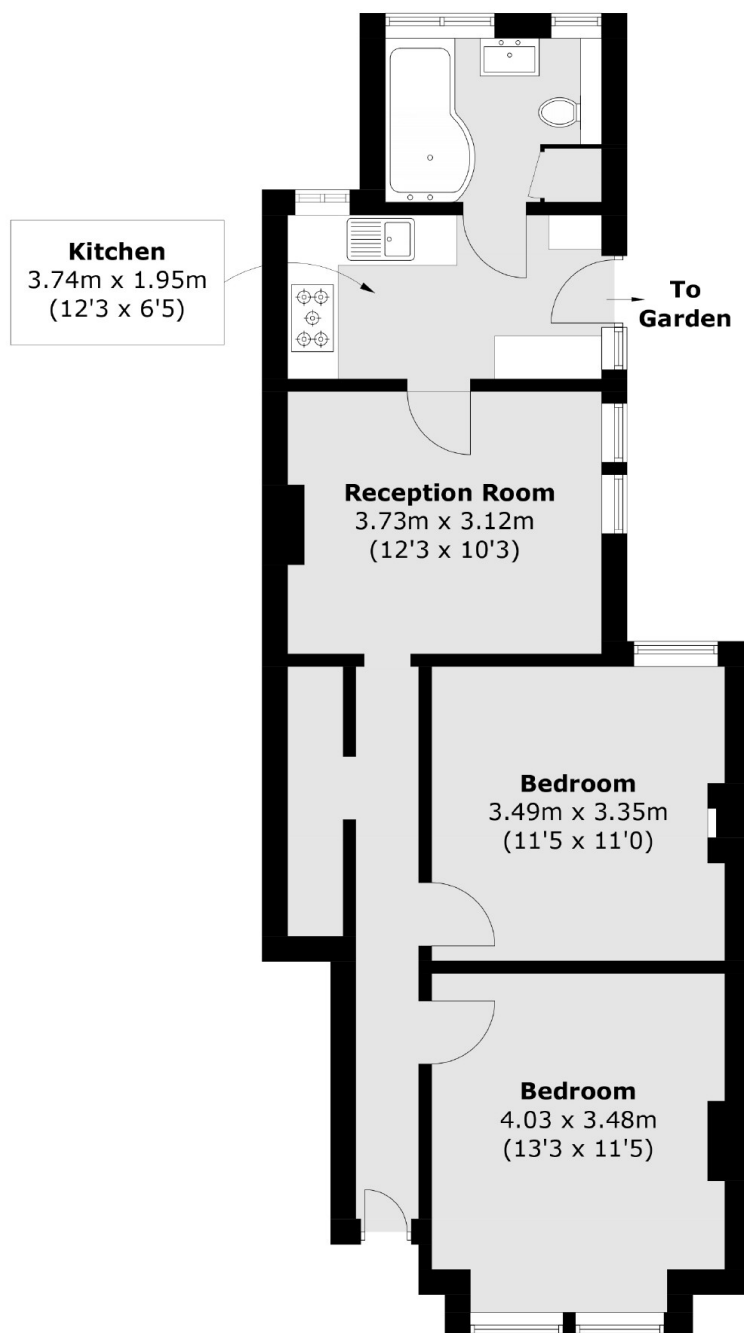 Kitchen
3.74m x 1.95m
(12'3 x 6'5)
To
Garden
Reception Room
3.73m x 3.12m
(12'3 x 10'3)
Bedroom
3.49m x 3.35m
(11'5 x 11'0)
Bedroom
4.03 x 3.48m
(13'3 x 11'5)